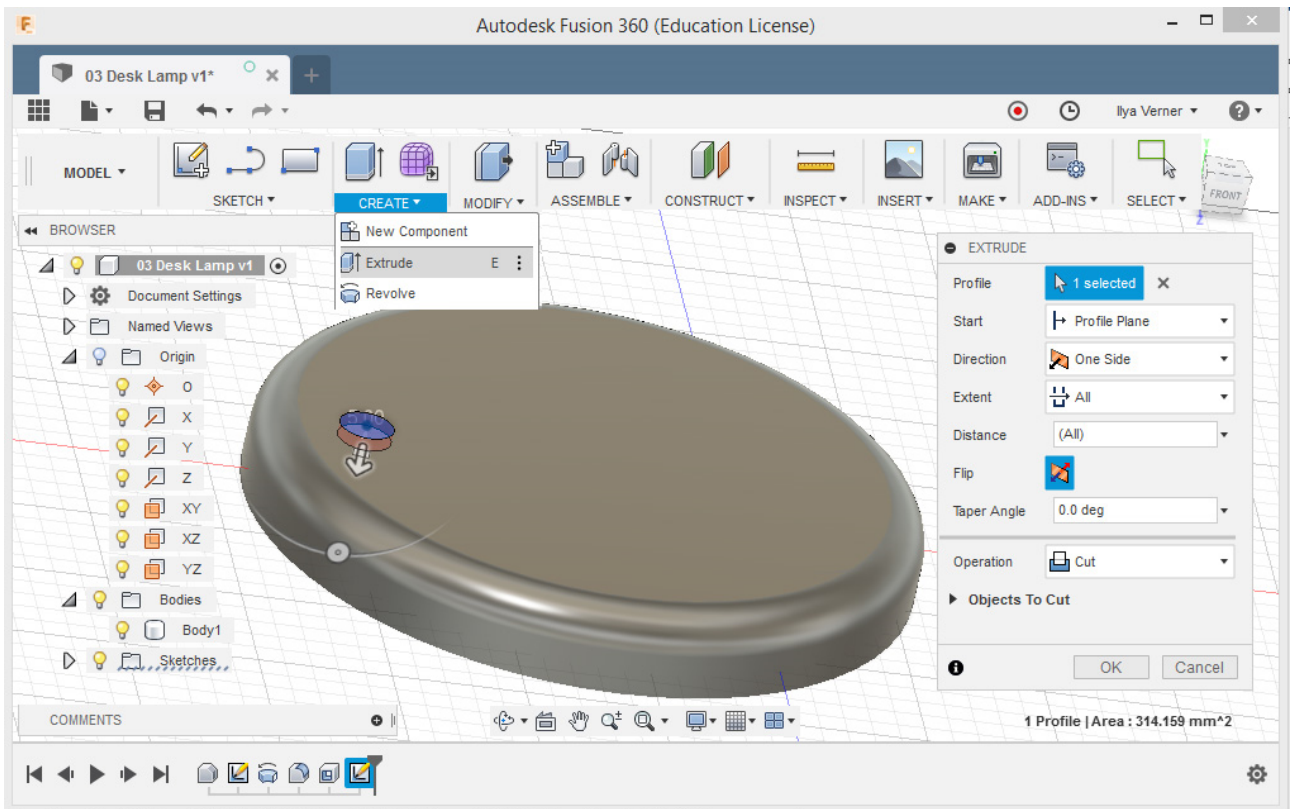 Autodesk Fusion 360 (Education License)
03 Desk Lamp v1*
Ilya Verner
MODEL
SKETCH
CREATE
MODIFY
ASSEMBLE
CONSTRUCT
INSPECT
INSERT
MAKE
ADD-INS
SELECT
FRONT
Y
Z
BROWSER
New Component
Extrude E
Revolve
03 Desk Lamp v1
Document Settings
Named Views
Origin
O
X
Y
Z
XY
XZ
YZ
Bodies
Body1
Sketches
EXTRUDE
Profile 1 selected
Start Profile Plane
Direction One Side
Extent All
Distance (All)
Flip
Taper Angle 0.0 deg
Operation Cut
Objects To Cut
OK Cancel
COMMENTS
1 Profile | Area : 314.159 mm^2